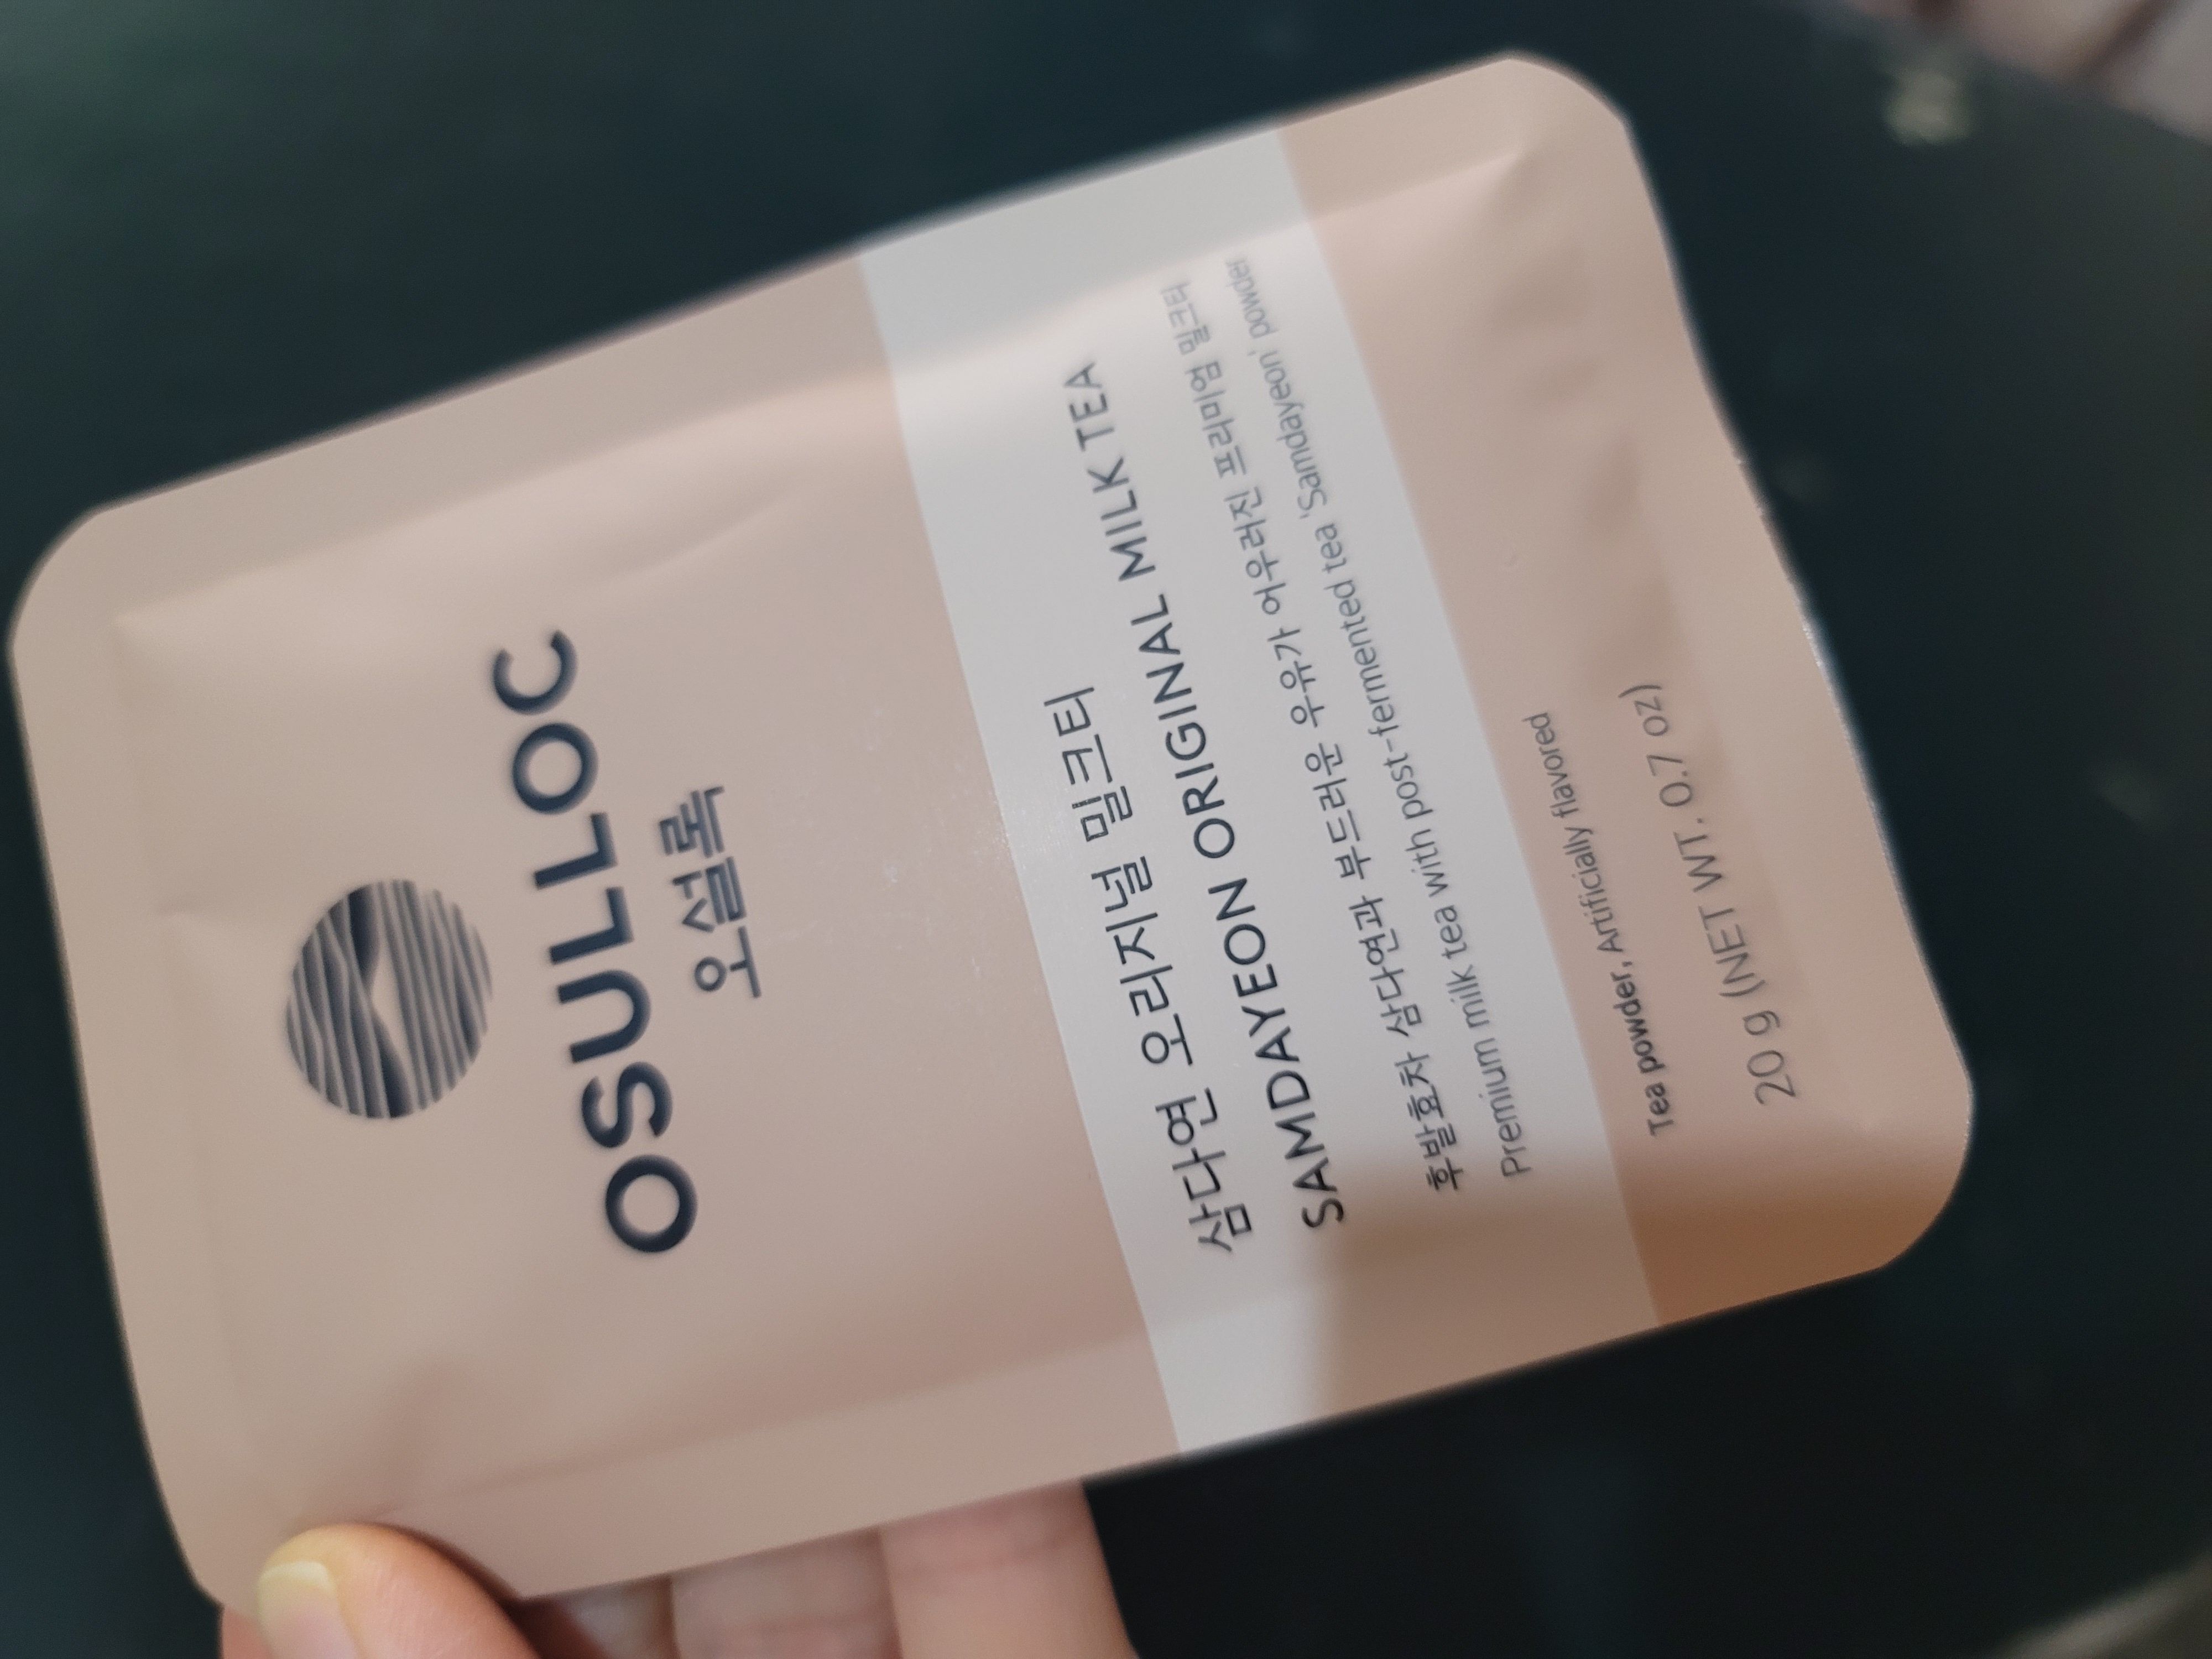 OSULLOC
오설록
삼다연 오리지널 밀크티
SAMDAYEON ORIGINAL MILK TEA
후발효차 삼다연과 부드러운 우유가 어우러진 프리미엄 밀크티
Premium milk tea with post-fermented tea 'Samdayeon' powder
Tea powder, Artificially flavored
20 g (NET WT. 0.7 oz)